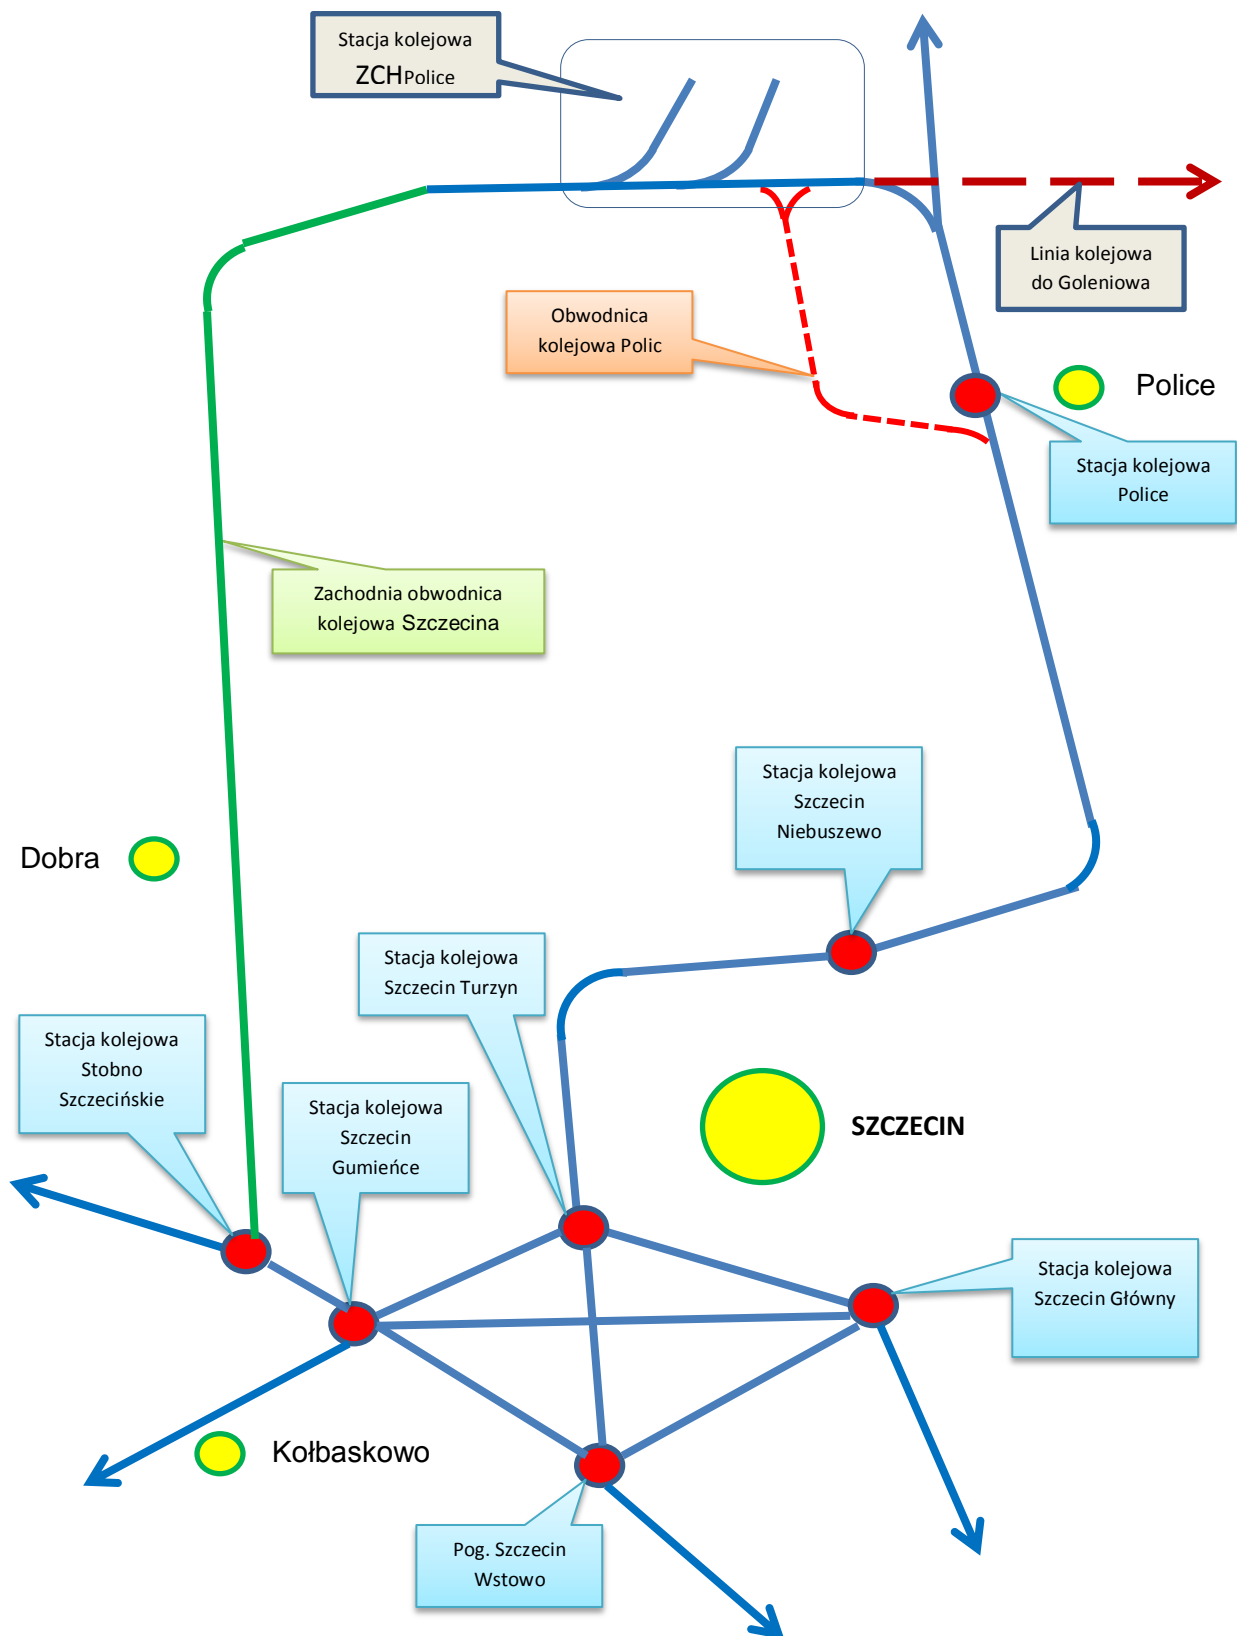 Stacja kolejowa
ZCH Police
Linia kolejowa
do Goleniowa
Obwodnica
kolejowa Polic
Police
Stacja kolejowa
Police
Zachodnia obwodnica
kolejowa Szczecina
Stacja kolejowa
Szczecin
Niebuszewo
Dobra
Stacja kolejowa
Szczecin Turzyn
Stacja kolejowa
Stobno
Szczecińskie
Stacja kolejowa
Szczecin
Gumieńce
SZCZECIN
Stacja kolejowa
Szczecin Główny
Kołbaskowo
Pog. Szczecin
Wstowo